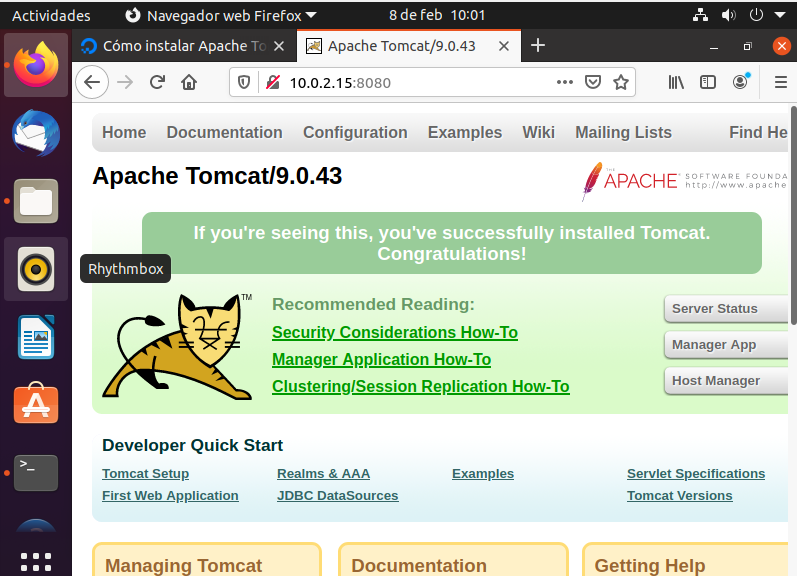 Actividades
Navegador web Firefox
8 de feb 10:01
Cómo instalar Apache To
Apache Tomcat/9.0.43
10.0.2.15:8080
Home Documentation Configuration Examples Wiki Mailing Lists Find He
Apache Tomcat/9.0.43
THE
APACHE
SOFTWARE FOUNDA
http://www.apache
If you're seeing this, you've successfully installed Tomcat.
Congratulations!
Rhythmbox
TM
Recommended Reading:
Security Considerations How-To
Manager Application How-To
Clustering/Session Replication How-To
Server Status
Manager App
Host Manager
Developer Quick Start
Tomcat Setup Realms & AAA Examples Servlet Specifications
First Web Application JDBC DataSources Tomcat Versions
Managing Tomcat Documentation Getting Help